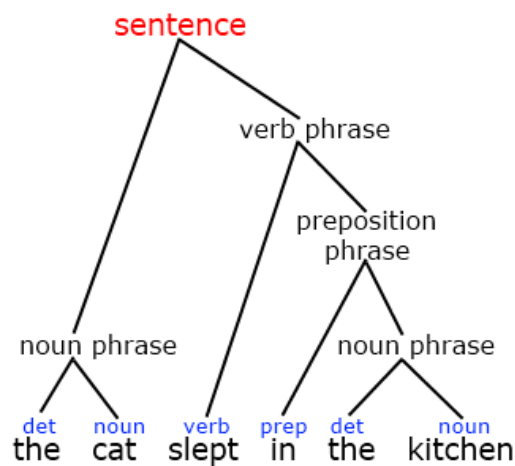 sentence
verb phrase
preposition
phrase
noun phrase noun phrase
det noun verb prep det noun
the cat slept in the kitchen